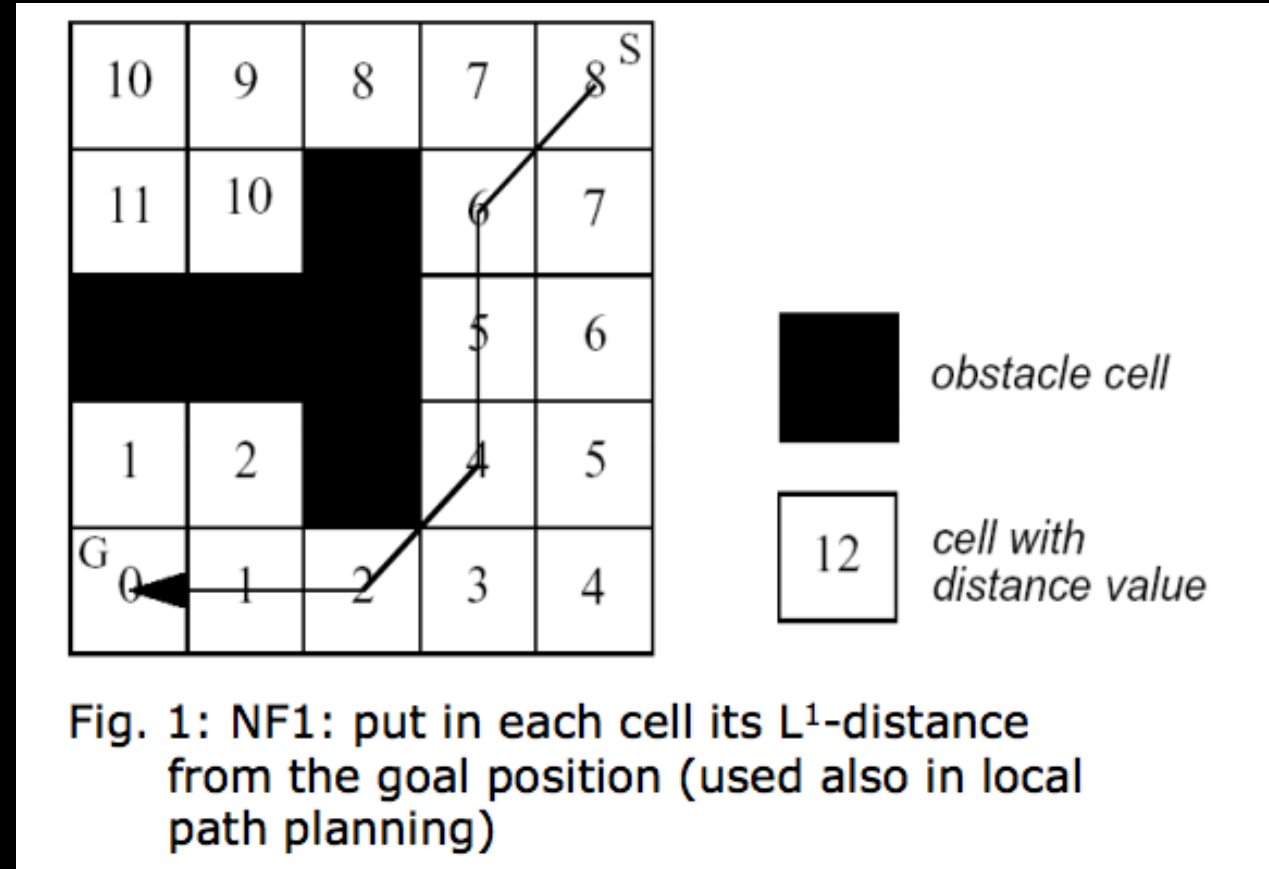 10 9 8 7 8 S
11 10 6 7
5 6
1 2 4 5
G 0 1 2 3 4
obstacle cell
12 cell with
distance value
Fig. 1: NF1: put in each cell its L¹-distance
from the goal position (used also in local
path planning)